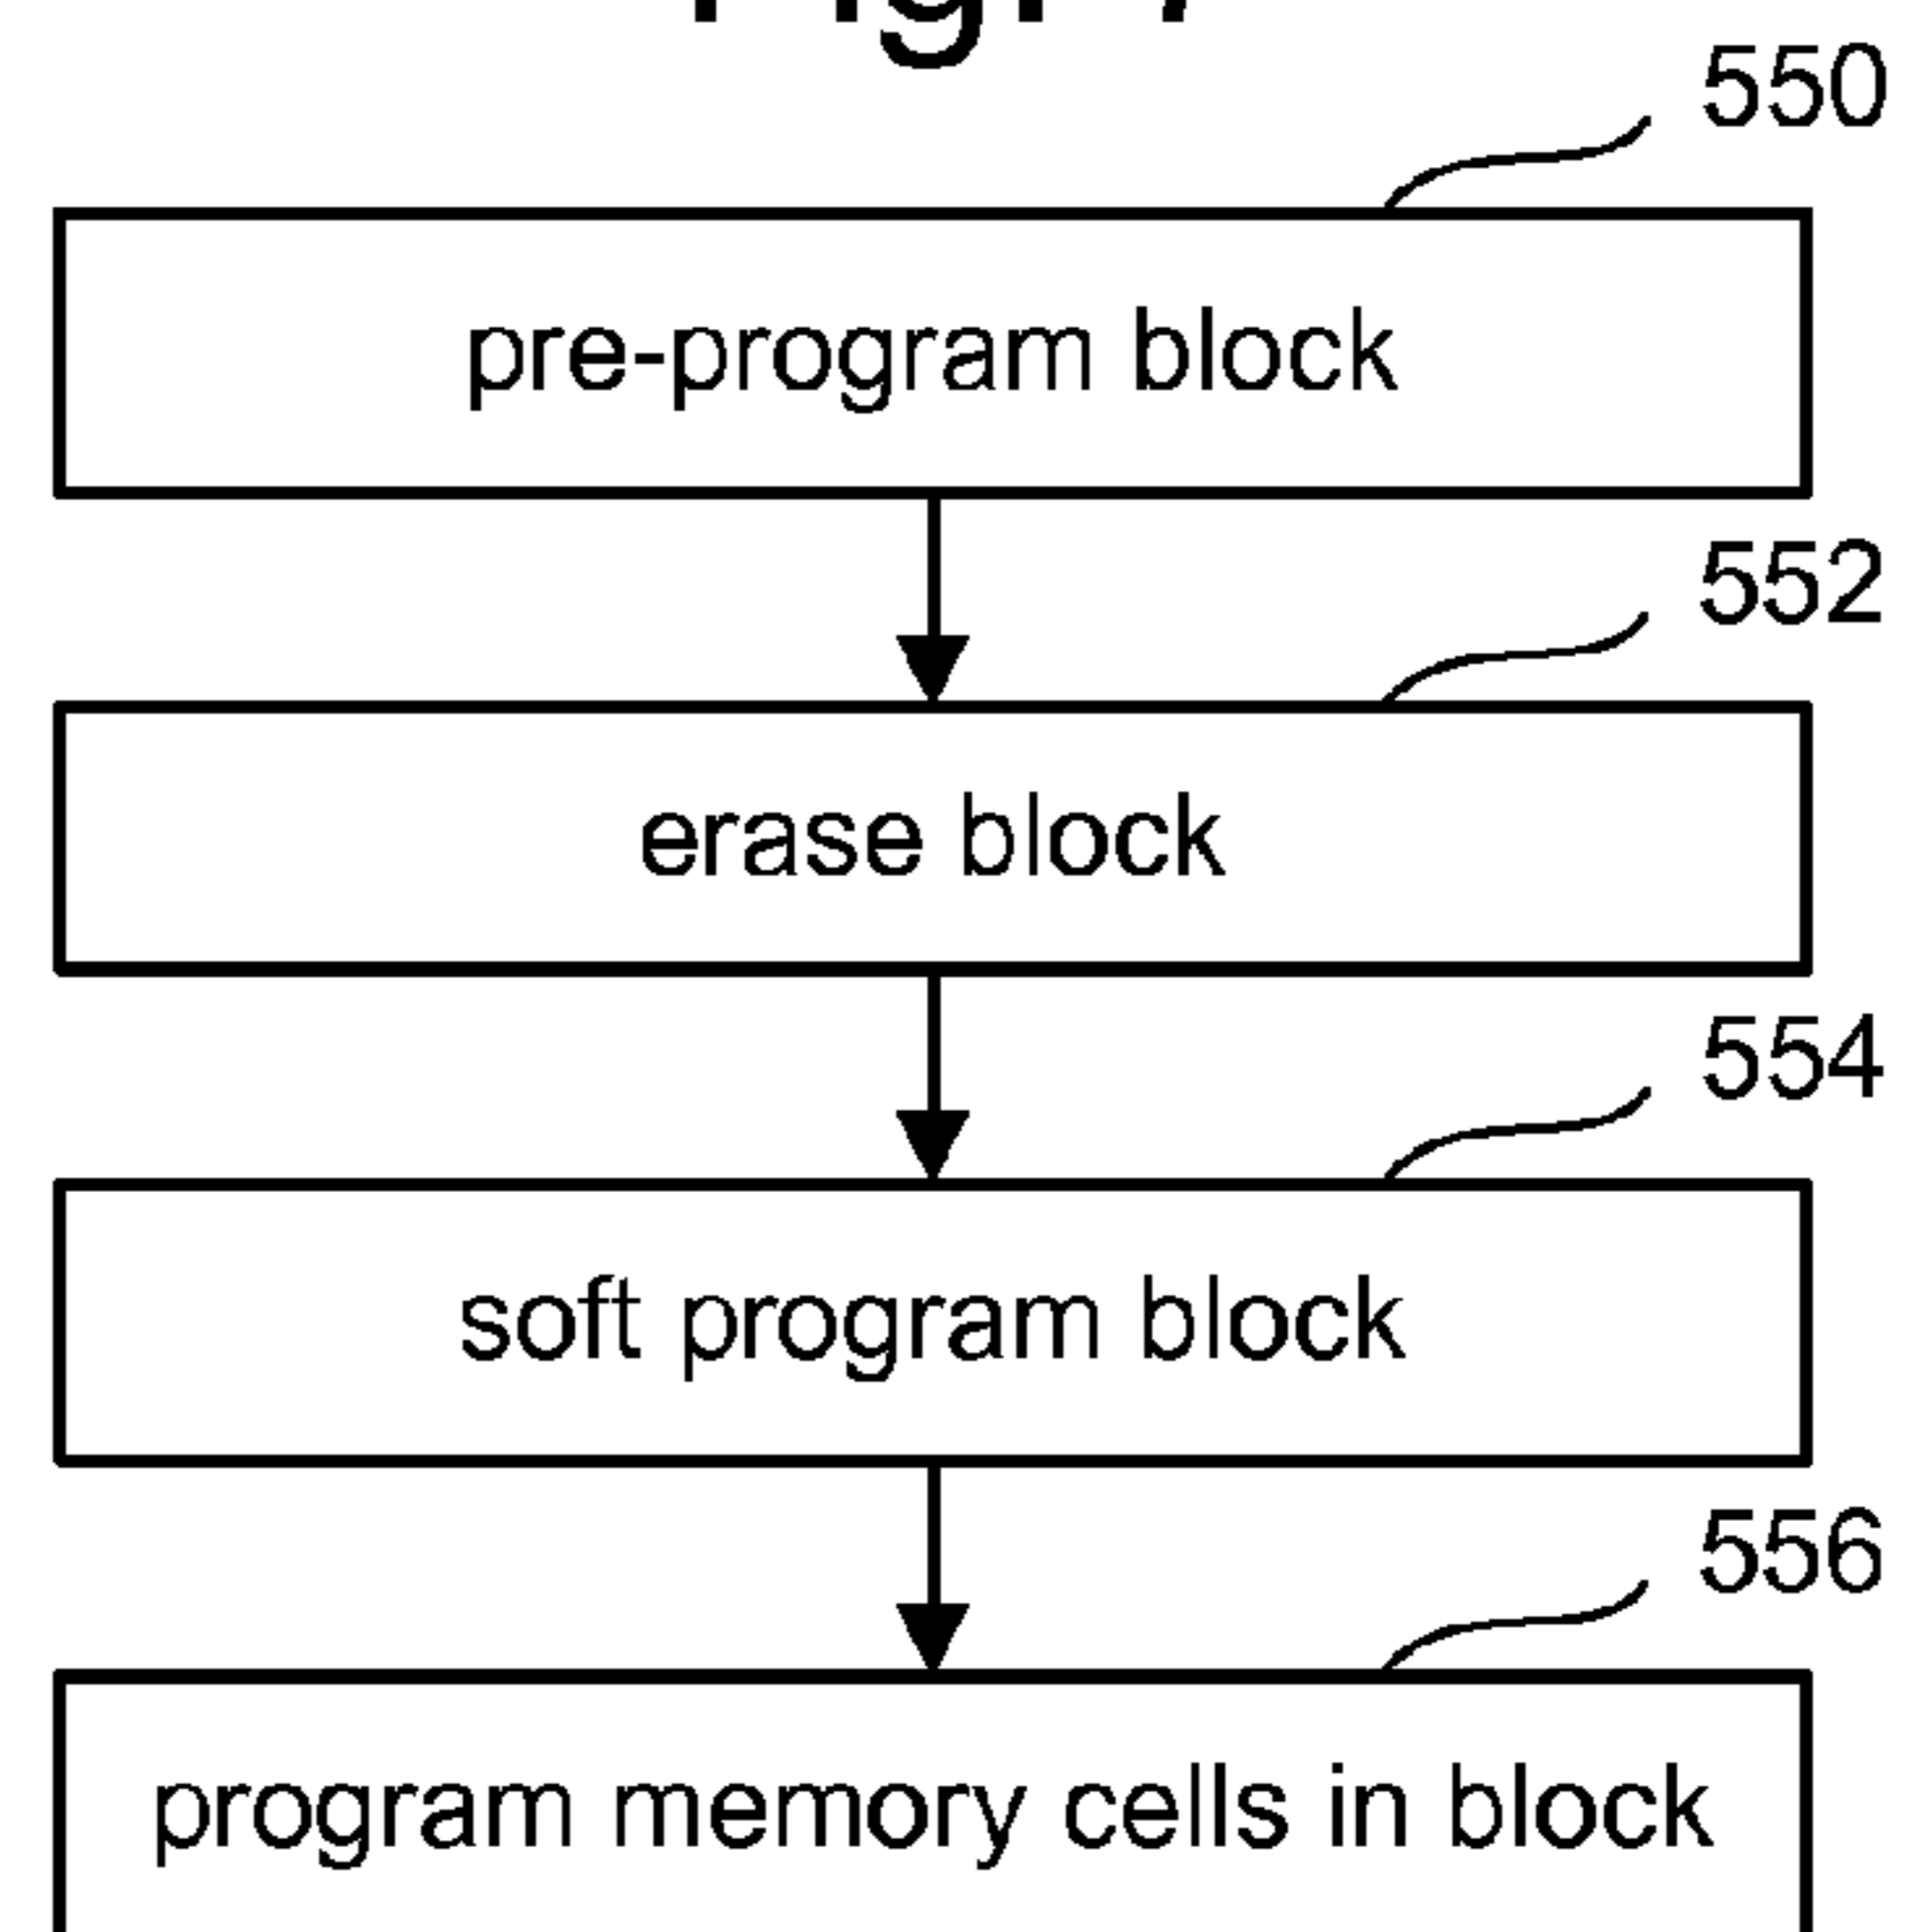 550
pre-program block
552
erase block
554
soft program block
556
program memory cells in block